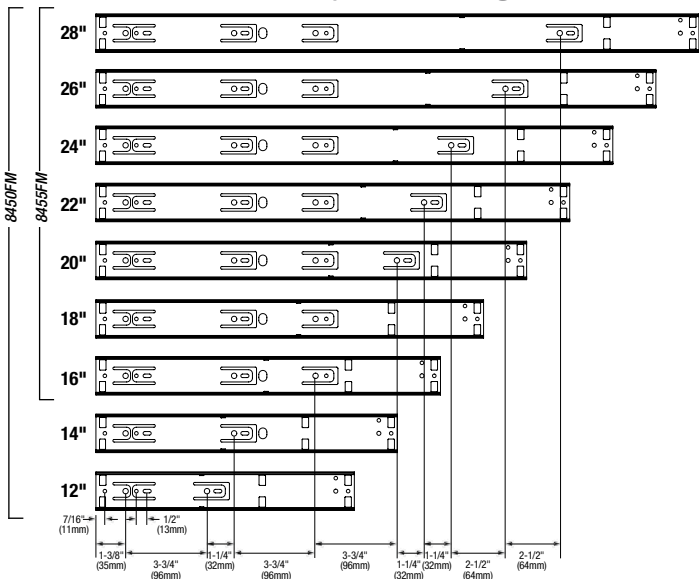 28"
26"
24"
22"
20"
18"
16"
14"
12"
8450FM
8455FM
7/16"
(11mm)
1/2"
(13mm)
1-3/8"
(35mm)
3-3/4"
(96mm)
1-1/4"
(32mm)
3-3/4"
(96mm)
3-3/4"
(96mm)
1-1/4"
(32mm)
1-1/4"
(32mm)
2-1/2"
(64mm)
2-1/2"
(64mm)